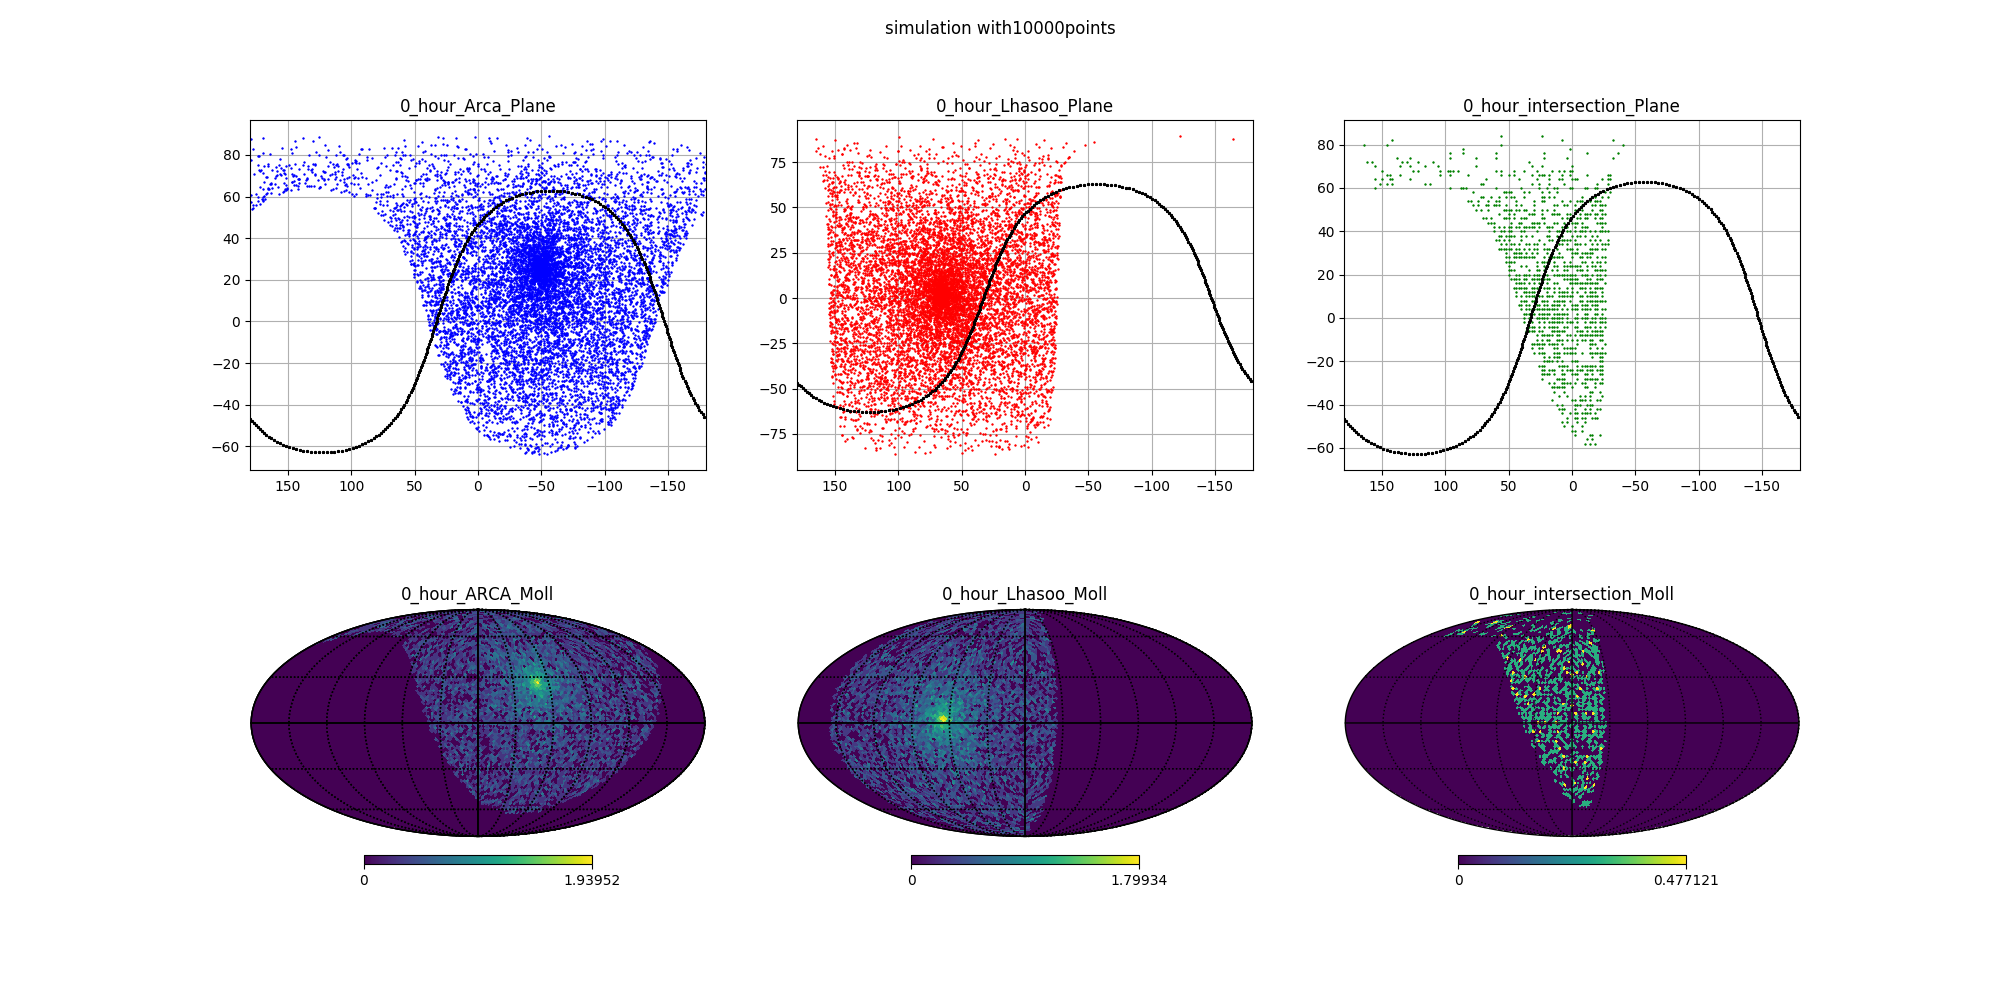 simulation with10000points
0_hour_Arca_Plane
80
60
40
20
0
−20
−40
−60
150 100 50 0 −50 −100 −150
0_hour_Lhasoo_Plane
75
50
25
0
−25
−50
−75
150 100 50 0 −50 −100 −150
0_hour_intersection_Plane
80
60
40
20
0
−20
−40
−60
150 100 50 0 −50 −100 −150
0_hour_ARCA_Moll
0 1.93952
0_hour_Lhasoo_Moll
0 1.79934
0_hour_intersection_Moll
0 0.477121